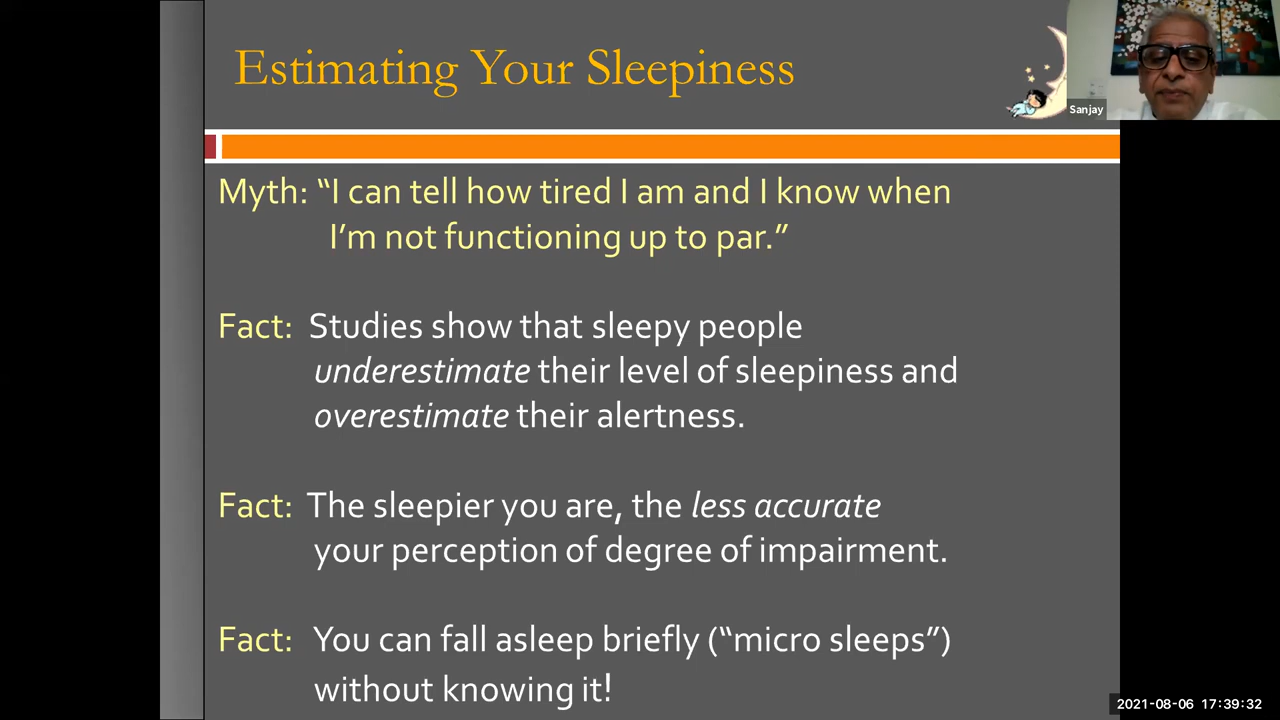 Estimating Your Sleepiness
Sanjay
Myth: “I can tell how tired I am and I know when
I’m not functioning up to par.”
Fact: Studies show that sleepy people
underestimate their level of sleepiness and
overestimate their alertness.
Fact: The sleepier you are, the less accurate
your perception of degree of impairment.
Fact: You can fall asleep briefly (“micro sleeps”)
without knowing it!
2021-08-06 17:39:32